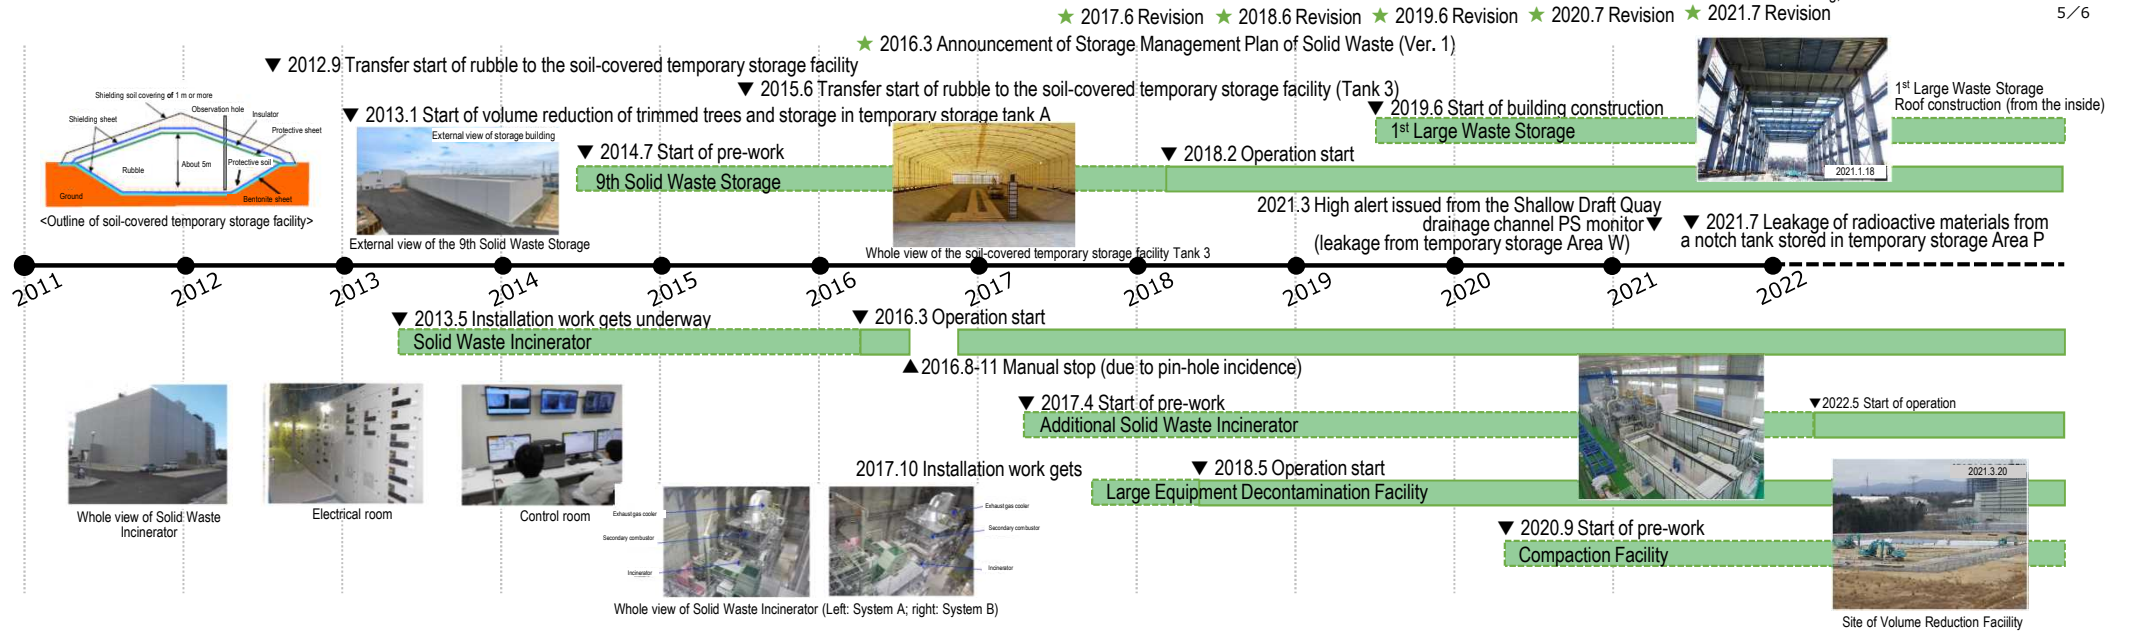 ★ 2017.6 Revision ★ 2018.6 Revision ★ 2019.6 Revision ★ 2020.7 Revision ★ 2021.7 Revision
5/6
★ 2016.3 Announcement of Storage Management Plan of Solid Waste (Ver. 1)
▼ 2012.9 Transfer start of rubble to the soil-covered temporary storage facility
▼ 2015.6 Transfer start of rubble to the soil-covered temporary storage facility (Tank 3)
▼ 2013.1 Start of volume reduction of trimmed trees and storage in temporary storage tank A
▼ 2019.6 Start of building construction
1st Large Waste Storage
1st Large Waste Storage
Roof construction (from the inside)
2021.1.18
Shielding soil covering of 1 m or more
Observation hole
Shielding sheet
Insulator
Protective sheet
Rubble
About 5m
Protective soil
Ground
Bentonite sheet
<Outline of soil-covered temporary storage facility>
External view of storage building
External view of the 9th Solid Waste Storage
▼ 2014.7 Start of pre-work
9th Solid Waste Storage
▼ 2018.2 Operation start
Whole view of the soil-covered temporary storage facility Tank 3
2021.3 High alert issued from the Shallow Draft Quay
drainage channel PS monitor ▼
(leakage from temporary storage Area W)
▼ 2021.7 Leakage of radioactive materials from
a notch tank stored in temporary storage Area P
2011
2012
2013
2014
2015
2016
2017
2018
2019
2020
2021
2022
▼ 2013.5 Installation work gets underway
Solid Waste Incinerator
▼ 2016.3 Operation start
▲2016.8-11 Manual stop (due to pin-hole incidence)
▼ 2017.4 Start of pre-work
Additional Solid Waste Incinerator
▼2022.5 Start of operation
2017.10 Installation work gets
▼ 2018.5 Operation start
Large Equipment Decontamination Facility
▼ 2020.9 Start of pre-work
Compaction Facility
2021.3.20
Site of Volume Reduction Faciility
Whole view of Solid Waste
Incinerator
Electrical room
Control room
Exhaust gas cooler
Secondary combustor
Incinerator
Exhaust gas cooler
Secondary combustor
Incinerator
Whole view of Solid Waste Incinerator (Left: System A; right: System B)